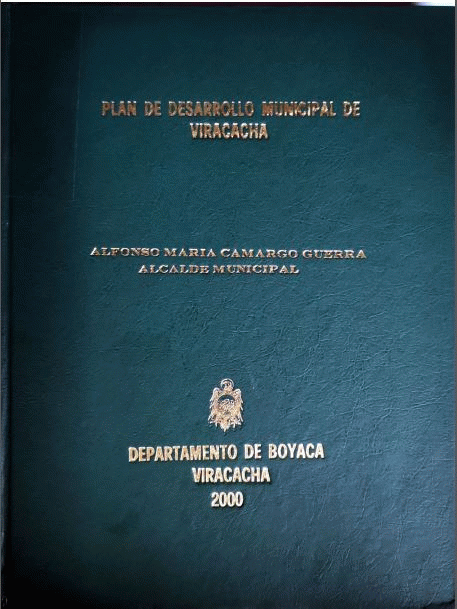 PLAN DE DESARROLLO MUNICIPAL DE
VIRACACHA
ALFONSO MARIA CAMARGO GUERRA
ALCALDE MUNICIPAL
DEPARTAMENTO DE BOYACA
VIRACACHA
2000